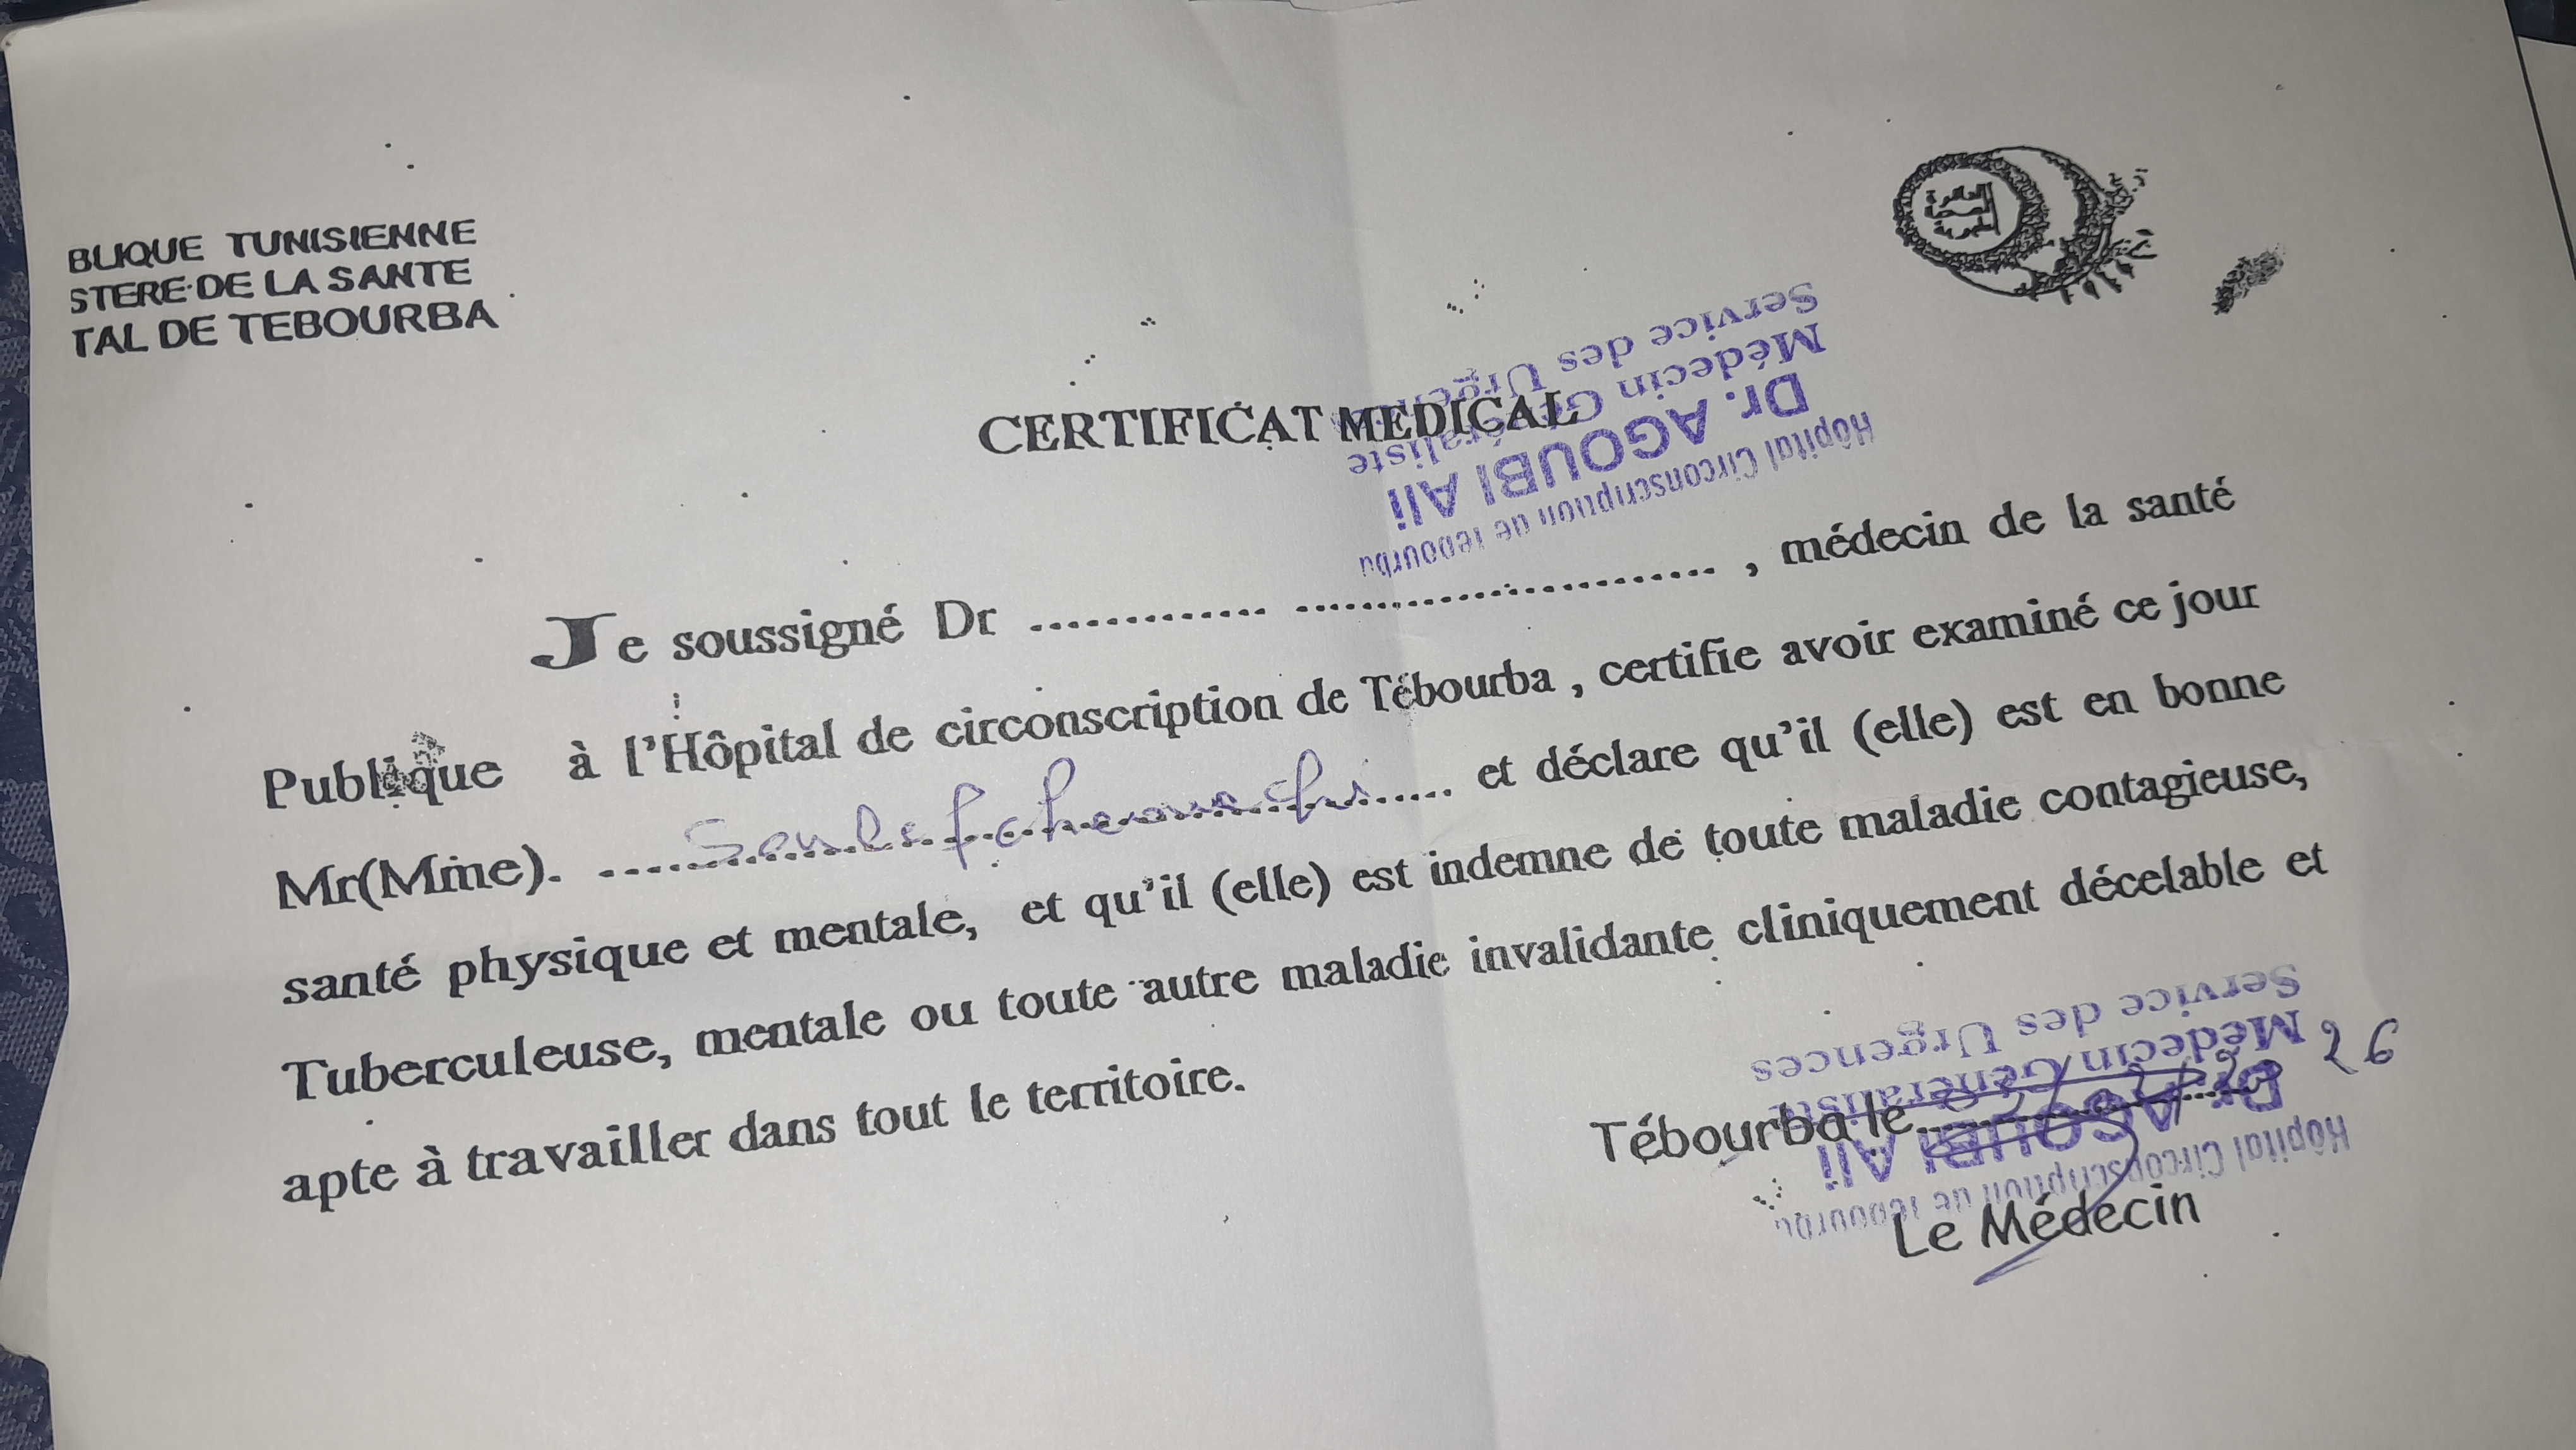 BLIQUE TUNISIENNE
STERE DE LA SANTE
TAL DE TEBOURBA
Service des
Médecin Généraliste
Dr. AGOUBI Ali
Hôpital Circonscription de Tebourba
CERTIFICAT MEDICAL
Je soussigné Dr ............. ............................ , médecin de la santé
Publique à l'Hôpital de circonscription de Tébourba , certifie avoir examiné ce jour
Mr(Mme). .................... et déclare qu'il (elle) est en bonne
santé physique et mentale, et qu'il (elle) est indemne de toute maladie contagieuse,
Tuberculeuse, mentale ou toute autre maladie invalidante cliniquement décelable et
apte à travailler dans tout le territoire.
Service des Urgences
Médecin Généraliste
Dr. AGOUBI Ali
Hôpital Circonscription de Tebourba
Tébourba le.......... 26
Le Médecin